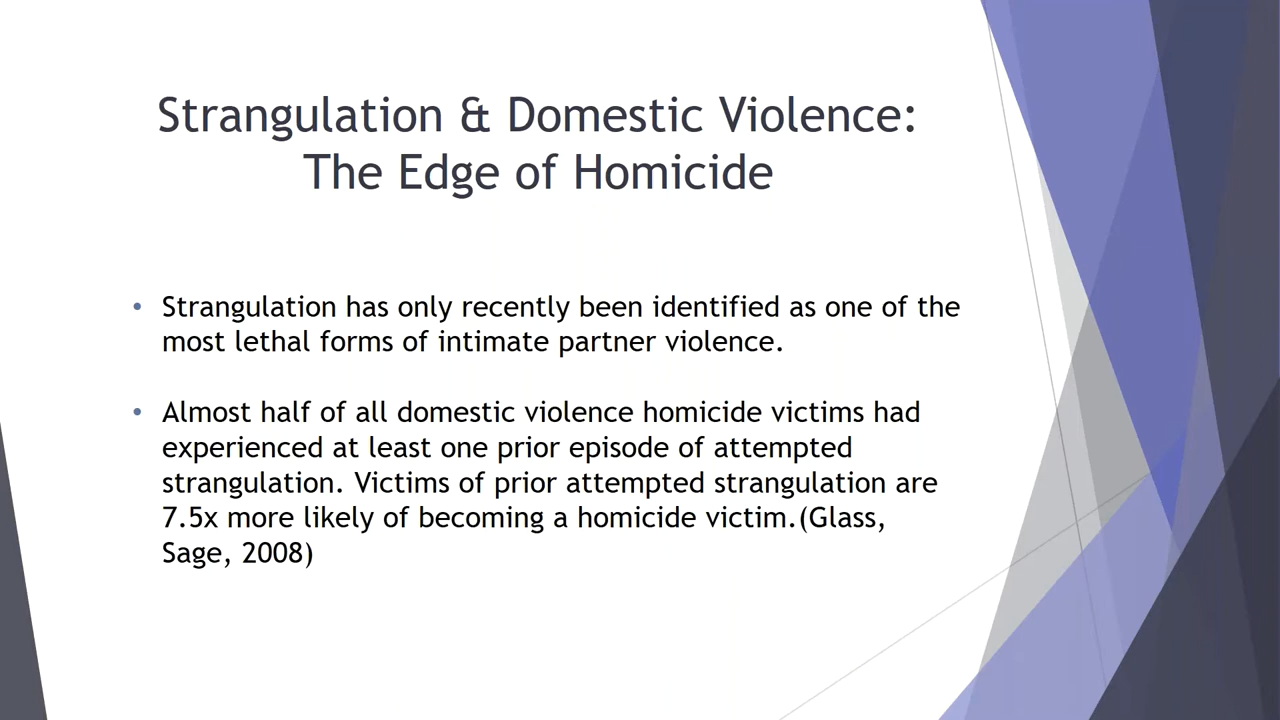 Strangulation & Domestic Violence:
The Edge of Homicide
• Strangulation has only recently been identified as one of the
most lethal forms of intimate partner violence.
• Almost half of all domestic violence homicide victims had
experienced at least one prior episode of attempted
strangulation. Victims of prior attempted strangulation are
7.5x more likely of becoming a homicide victim.(Glass,
Sage, 2008)